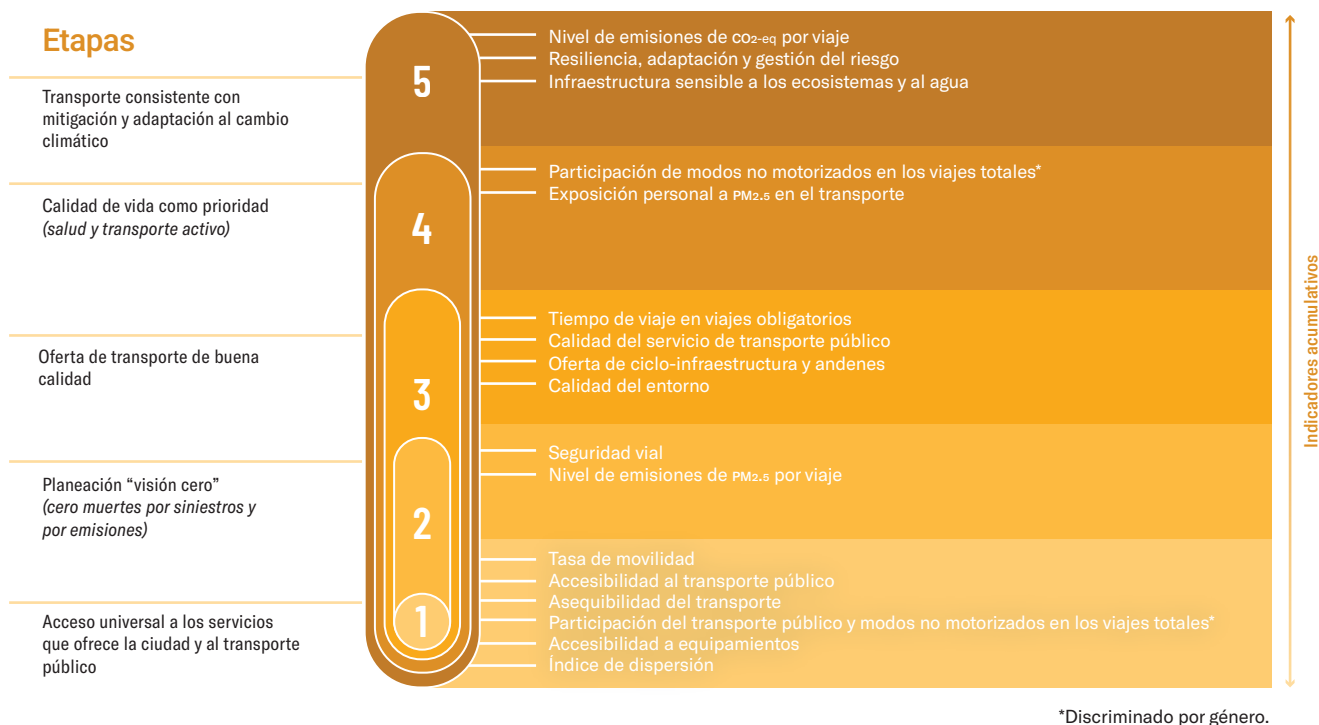 Etapas
Transporte consistente con
mitigación y adaptación al cambio
climático
5
Nivel de emisiones de co2-eq por viaje
Resiliencia, adaptación y gestión del riesgo
Infraestructura sensible a los ecosistemas y al agua
Calidad de vida como prioridad
(salud y transporte activo)
4
Participación de modos no motorizados en los viajes totales*
Exposición personal a PM2.5 en el transporte
Oferta de transporte de buena
calidad
3
Tiempo de viaje en viajes obligatorios
Calidad del servicio de transporte público
Oferta de ciclo-infraestructura y andenes
Calidad del entorno
Planeación “visión cero”
(cero muertes por siniestros y
por emisiones)
2
Seguridad vial
Nivel de emisiones de PM2.5 por viaje
Acceso universal a los servicios
que ofrece la ciudad y al transporte
público
1
Tasa de movilidad
Accesibilidad al transporte público
Asequibilidad del transporte
Participación del transporte público y modos no motorizados en los viajes totales*
Accesibilidad a equipamientos
Índice de dispersión
Indicadores acumulativos
*Discriminado por género.